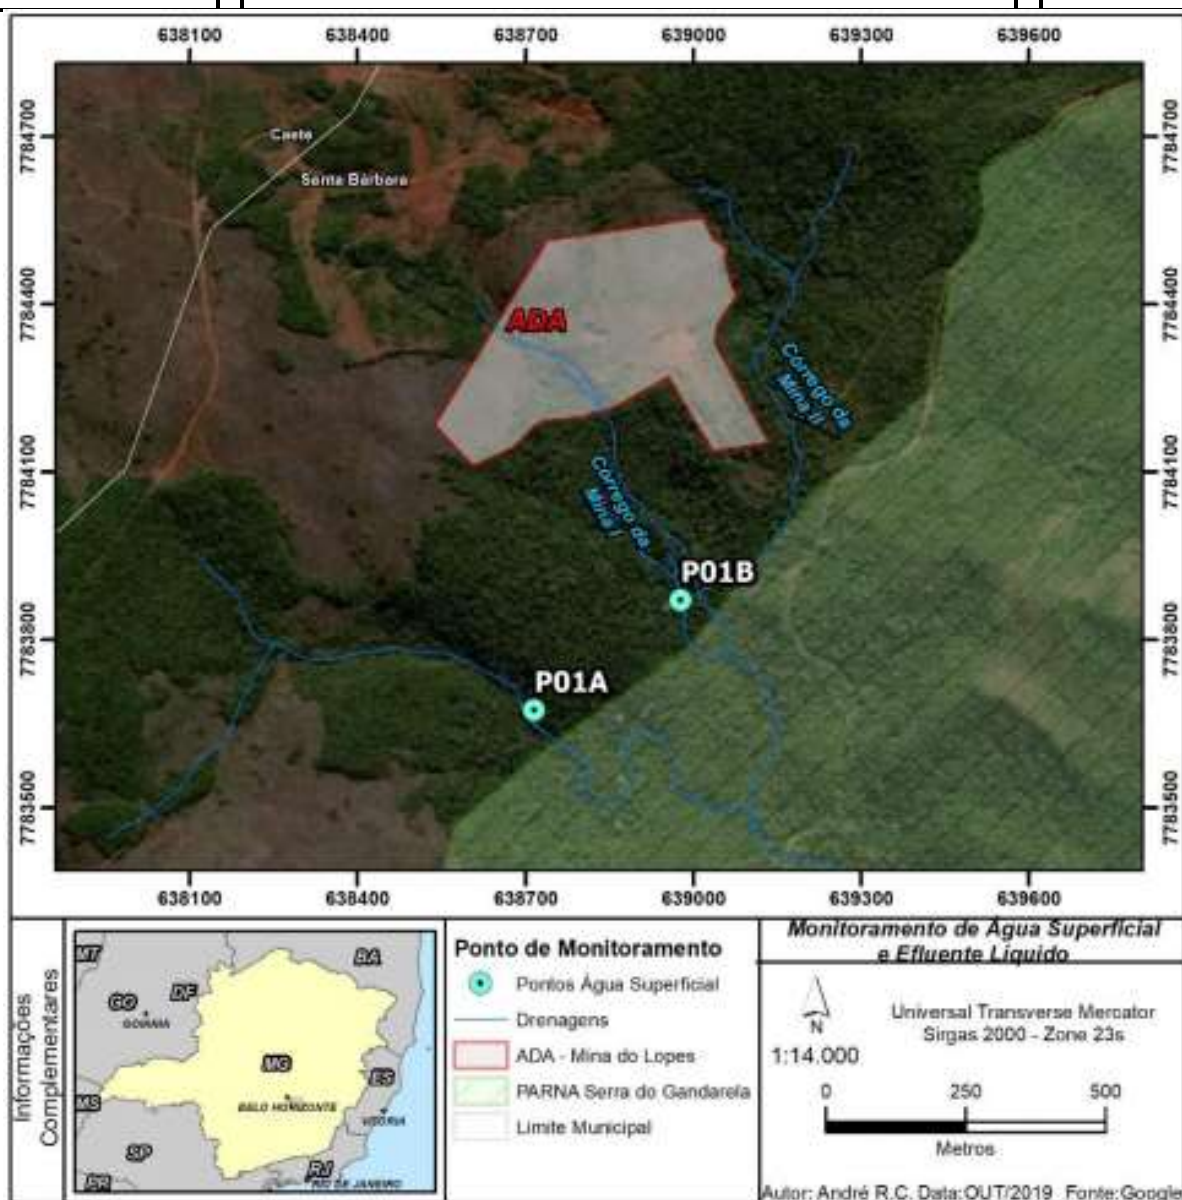 638100 638400 638700 639000 639300 639600
7784700 7784700
Caeté
Santa Bárbara
7784400 7784400
ADA
Córrego da
Mina II
7784100 7784100
Córrego da
Mina I
P01B
7783800 7783800
P01A
7783500 7783500
638100 638400 638700 639000 639300 639600
Informações
Complementares
MT
BA
GO
DF
GOIANIA
MG
ES
MS
BELO HORIZONTE
VITORIA
SP
RJ
RIO DE JANEIRO
PR
Ponto de Monitoramento
Pontos Água Superficial
Drenagens
ADA - Mina do Lopes
PARNA Serra do Gandarela
Limite Municipal
Monitoramento de Água Superficial
e Efluente Líquido
N
1:14.000
Universal Transverse Mercator
Sirgas 2000 - Zone 23s
0 250 500
Metros
Autor: André R.C. Data:OUT/2019 Fonte:Google